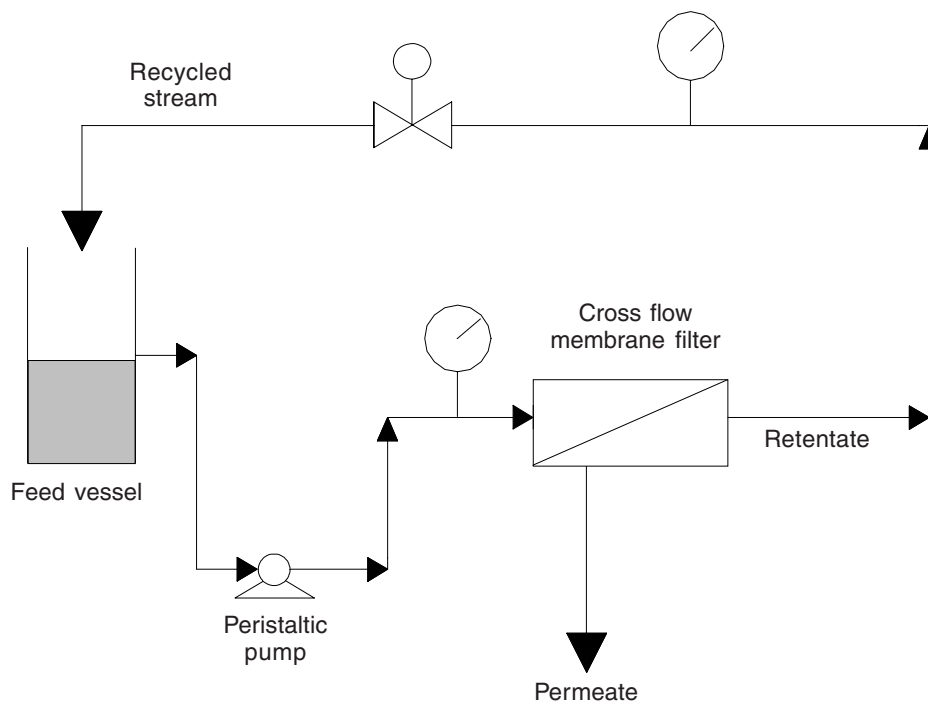 Recycled
stream
Cross flow
membrane filter
Retentate
Feed vessel
Peristaltic
pump
Permeate